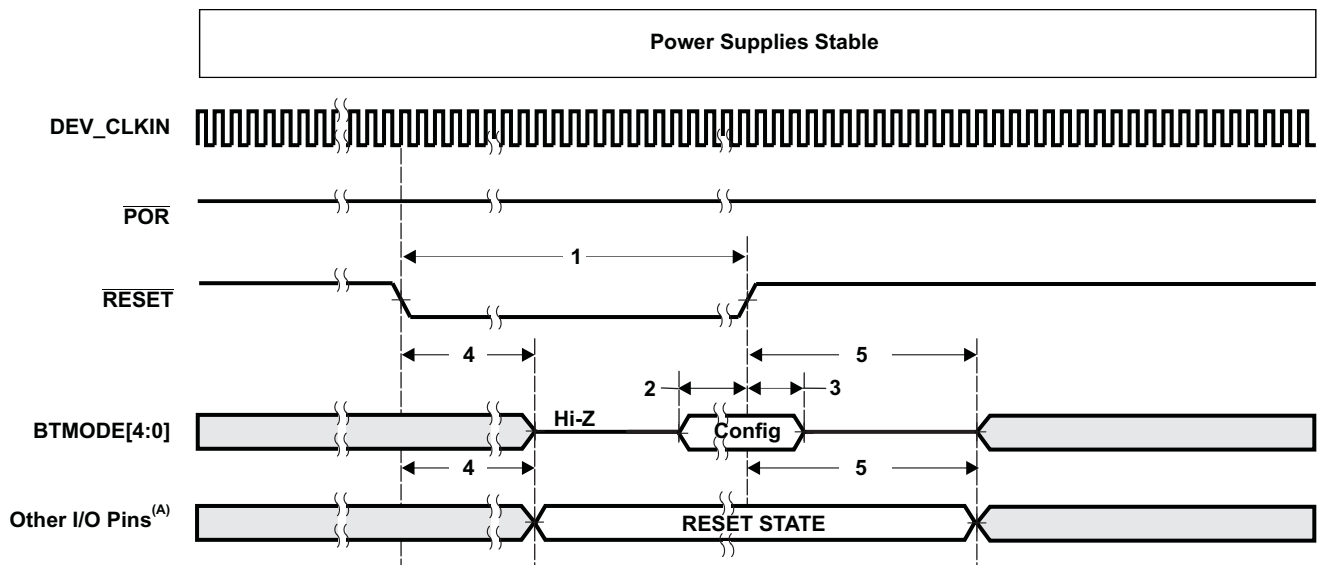 Power Supplies Stable
DEV_CLKIN
POR
1
RESET
4
5
2
3
BTMODE[4:0]
Hi-Z
Config
4
5
Other I/O Pins(A)
RESET STATE